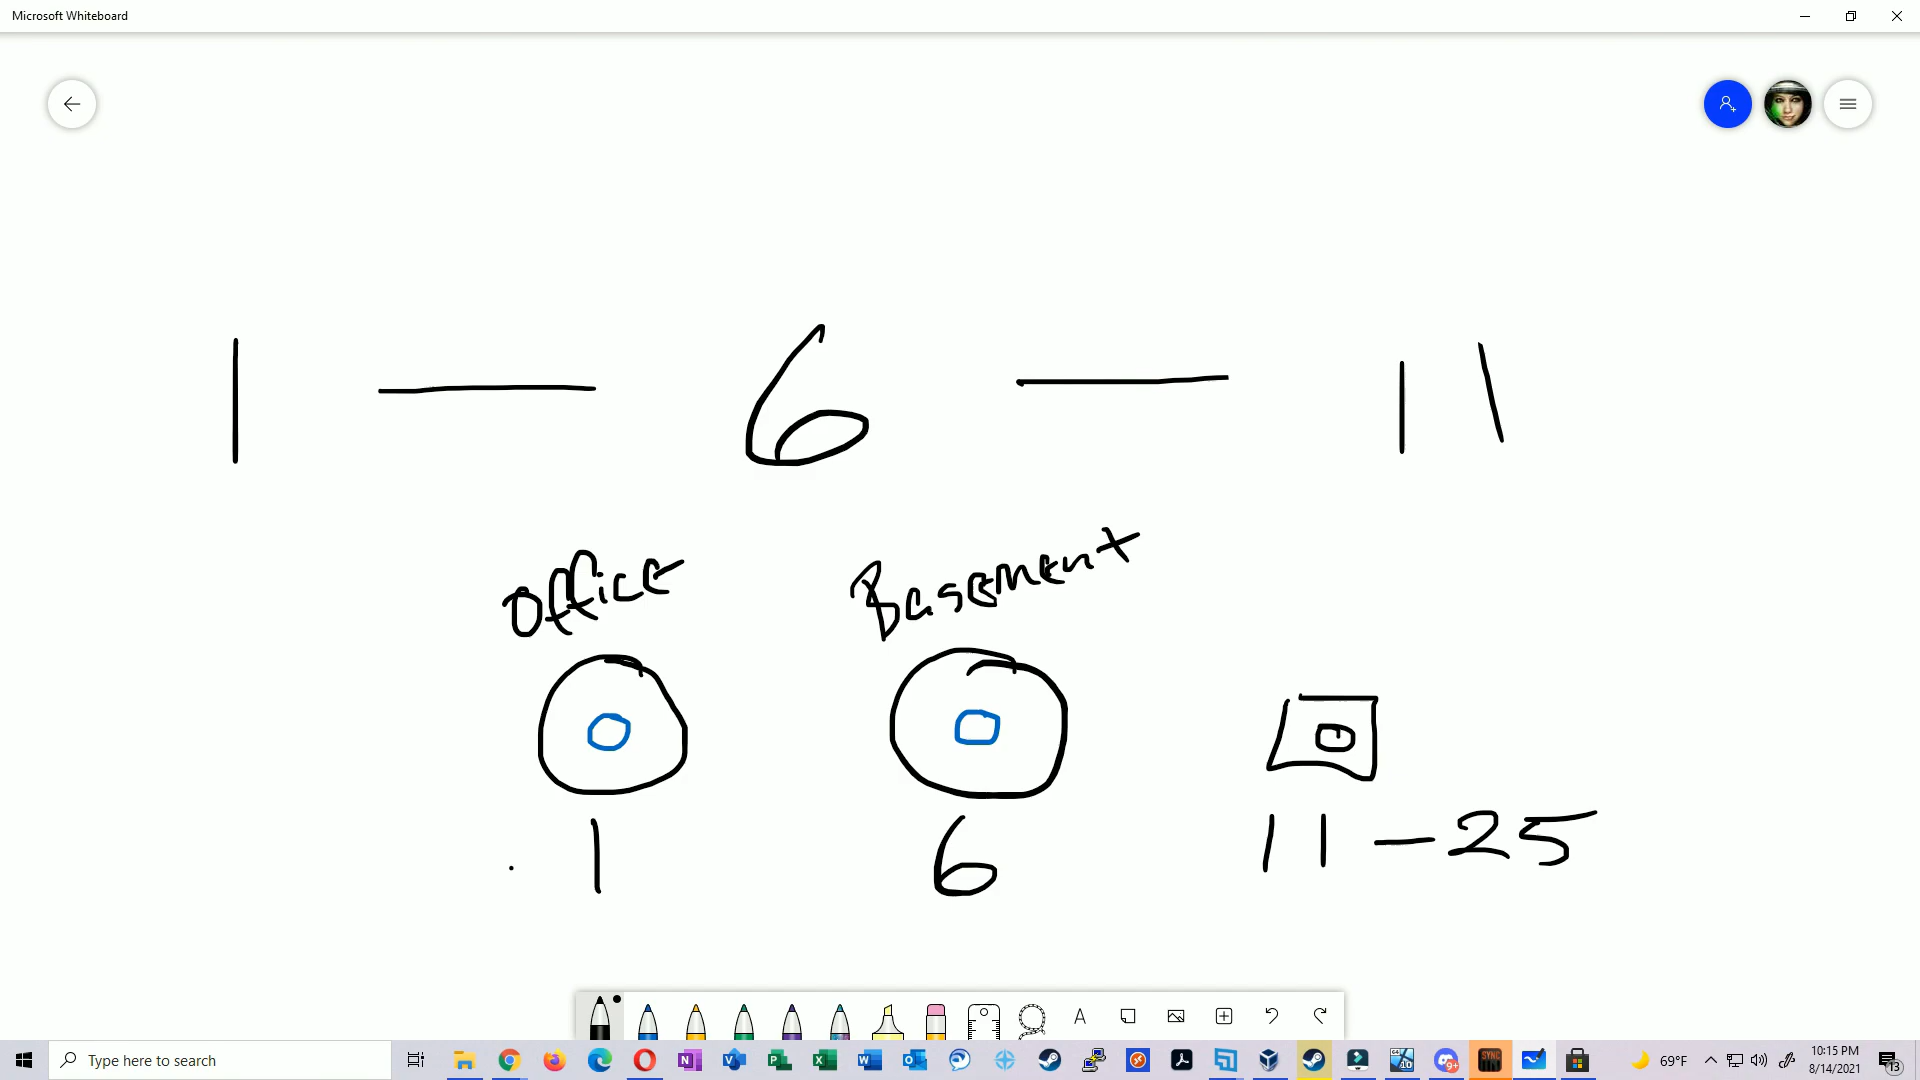 Microsoft Whiteboard
1 — 6 — 11
Office
Basement
1
6
11 - 25
A
Type here to search
69°F
10:15 PM
8/14/2021
13